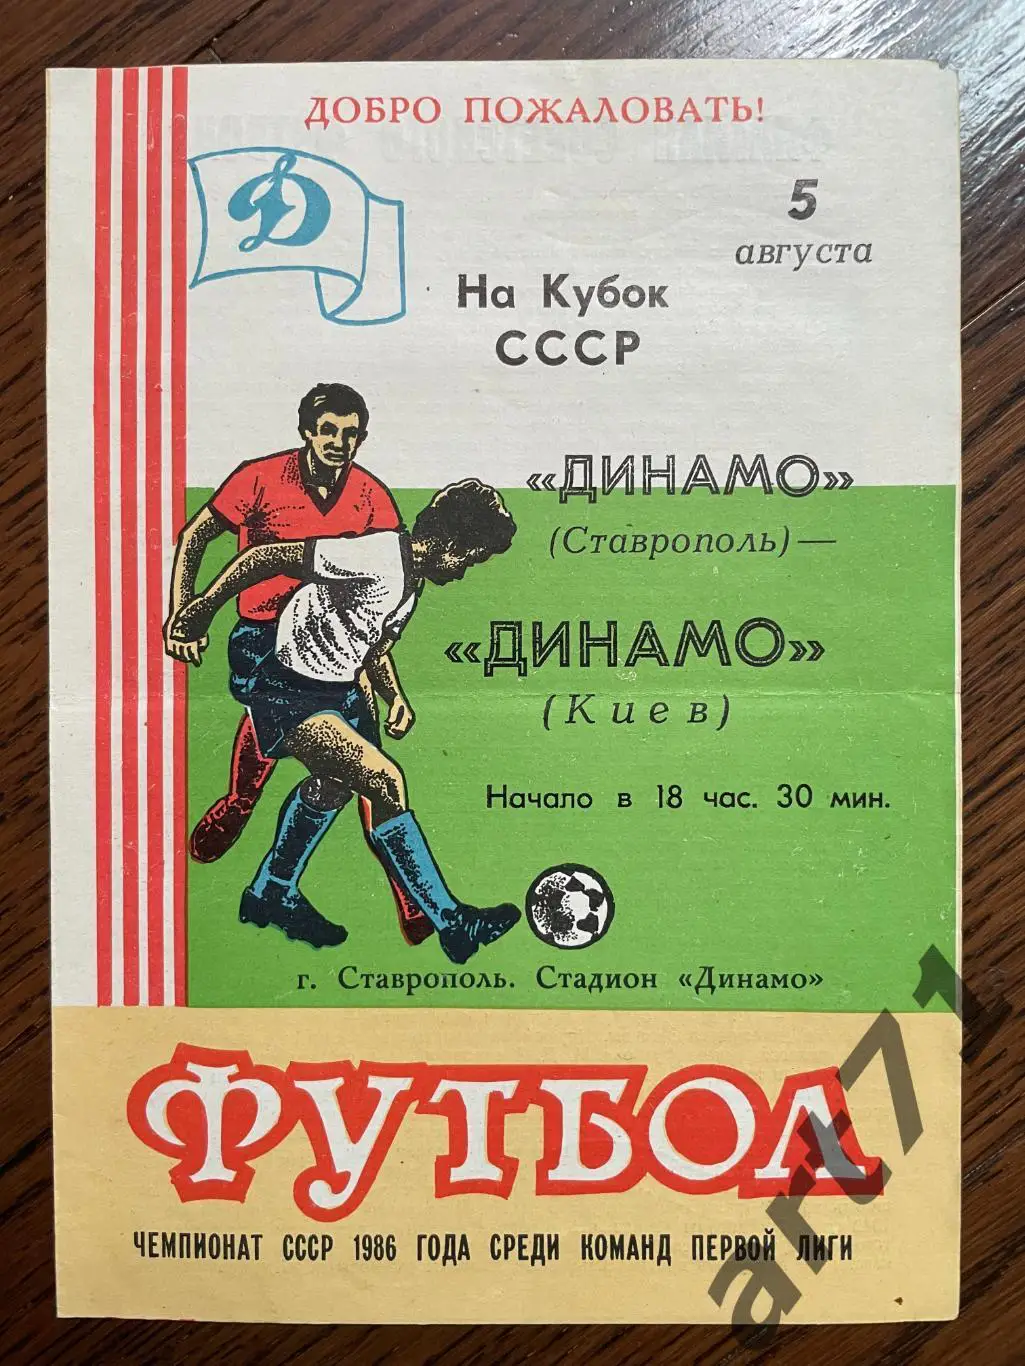 ДОБРО ПОЖАЛОВАТЬ!
Д
5
августа
На Кубок
СССР
«ДИНАМО»
(Ставрополь) —
«ДИНАМО»
(Киев)
Начало в 18 час. 30 мин.
г. Ставрополь. Стадион «Динамо»
ФУТБОЛ
ЧЕМПИОНАТ СССР 1986 ГОДА СРЕДИ КОМАНД ПЕРВОЙ ЛИГИ
art71